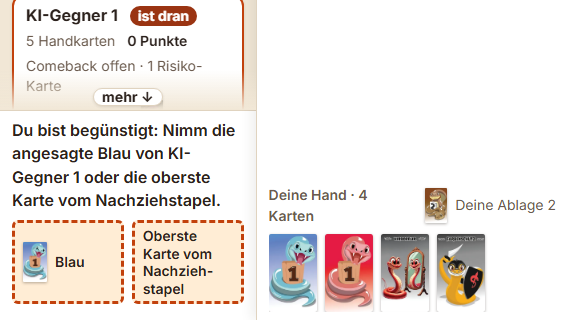 KI-Gegner 1 ist dran
5 Handkarten 0 Punkte
Comeback offen · 1 Risiko-
Karte
mehr ↓
Du bist begünstigt: Nimm die
angesagte Blau von KI-
Gegner 1 oder die oberste
Karte vom Nachziehstapel.
Blau
Oberste
Karte vom
Nachzieh-
stapel
Deine Hand · 4
Karten
Deine Ablage 2
1
1